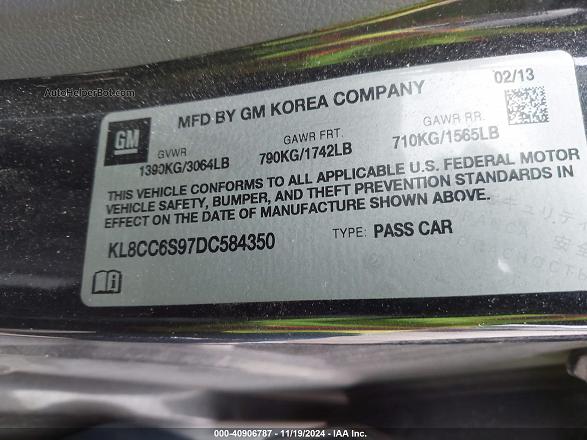 AutoHelperBot.com
MFD BY GM KOREA COMPANY
02/13
GM
GVWR
1390KG/3064LB
GAWR FRT.
790KG/1742LB
GAWR RR.
710KG/1565LB
THIS VEHICLE CONFORMS TO ALL APPLICABLE U.S. FEDERAL MOTOR
VEHICLE SAFETY, BUMPER, AND THEFT PREVENTION STANDARDS IN
EFFECT ON THE DATE OF MANUFACTURE SHOWN ABOVE.
KL8CC6S97DC584350
TYPE: PASS CAR
000-40906787 - 11/19/2024 - IAA Inc.